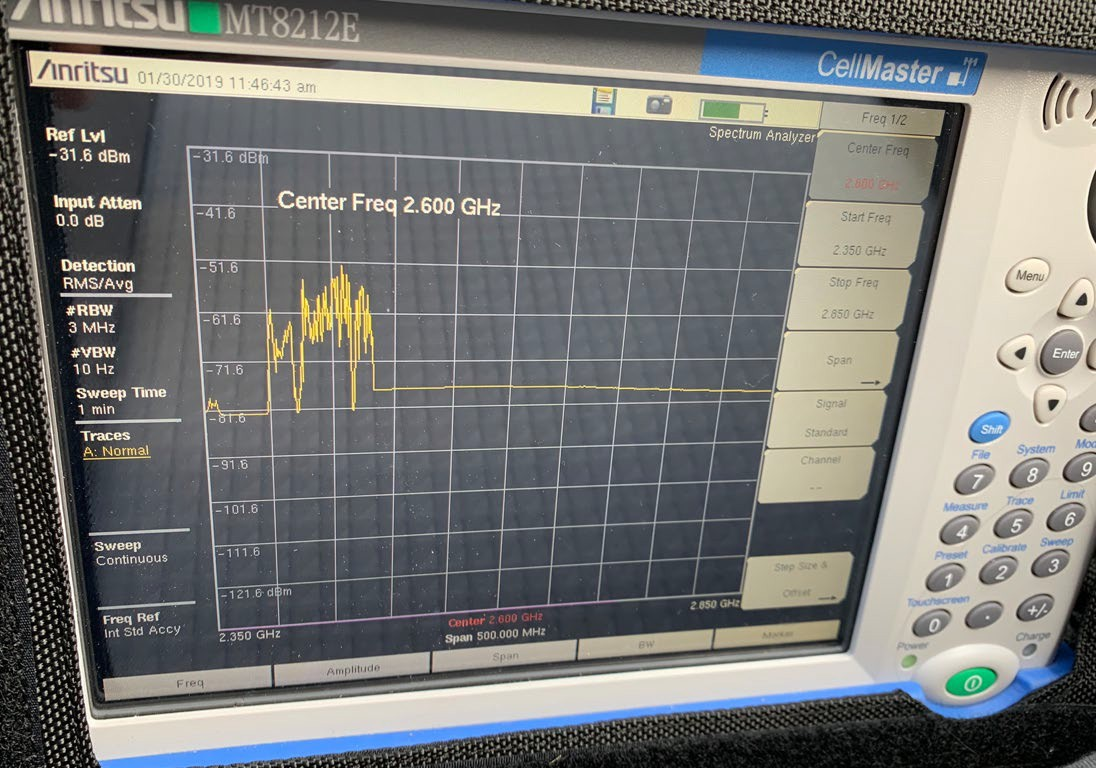 Anritsu MT8212E
CellMaster
Anritsu 01/30/2019 11:46:43 am
Spectrum Analyzer
Freq 1/2
Ref Lvl
-31.6 dBm
Input Atten
0.0 dB
Detection
RMS/Avg
#RBW
3 MHz
#VBW
10 Hz
Sweep Time
1 min
Traces
A: Normal
Sweep
Continuous
Freq Ref
Int Std Accy
-31.6 dBm
Center Freq 2.600 GHz
-41.6
-51.6
-61.6
-71.6
-81.6
-91.6
-101.6
-111.6
-121.6 dBm
2.350 GHz
Center 2.600 GHz
Span 500.000 MHz
2.850 GHz
Center Freq
2.600 GHz
Start Freq
2.350 GHz
Stop Freq
2.850 GHz
Span
Signal
Standard
Channel
--
Step Size &
Offset
Freq
Amplitude
Span
BW
Marker
Menu
Enter
Shift
File
System
7
8
9
Measure
Trace
Limit
4
5
6
Preset
Calibrate
Sweep
1
2
3
Touchscreen
0
.
+/-
Power
Charge